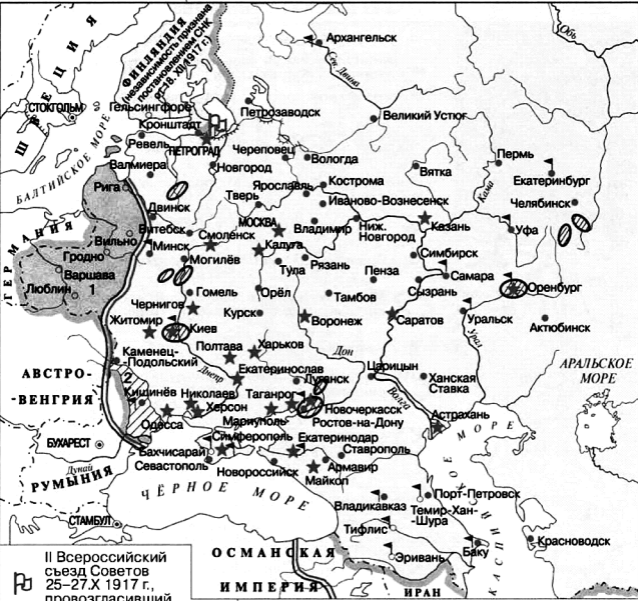 Архангельск
Обь
Сев. Двина
ШВЕЦИЯ
ФИНЛЯНДИЯ
независимость признана
постановлением СНК
от 18.XII.1917 г.
СТОКГОЛЬМ
Гельсингфорс
Петрозаводск
Великий Устюг
Кронштадт
Ревель
ПЕТРОГРАД
БАЛТИЙСКОЕ МОРЕ
Череповец
Вологда
Пермь
Валмиера
Новгород
Вятка
Екатеринбург
Кама
Рига
Ярославль
Кострома
Тверь
Иваново-Вознесенск
Челябинск
Двинск
ГЕРМАНИЯ
Витебск
МОСКВА
Смоленск
Владимир
Ниж.
Новгород
Казань
Уфа
Вильно
Минск
Калуга
Гродно
Могилёв
Тула
Рязань
Симбирск
Варшава
Пенза
Самара
Люблин
1
Гомель
Орёл
Тамбов
Сызрань
Оренбург
Чернигов
Житомир
Киев
Курск
Воронеж
Саратов
Уральск
Урал
Актюбинск
Полтава
Харьков
Дон
Каменец-
-Подольский
Екатеринослав
Царицын
АРАЛЬСКОЕ
МОРЕ
АВСТРО-
-ВЕНГРИЯ
2
Днепр
Луганск
Ханская
Ставка
Кишинёв
Николаев
Таганрог
Волга
Херсон
Новочеркасск
Астрахань
Одесса
Мариуполь
Ростов-на-Дону
БУХАРЕСТ
Симферополь
Екатеринодар
Бахчисарай
Ставрополь
Дунай
Севастополь
Новороссийск
Армавир
РУМЫНИЯ
Майкоп
КАСПИЙСКОЕ МОРЕ
ЧЁРНОЕ МОРЕ
Порт-Петровск
Владикавказ
Темир-Хан-
-Шура
СТАМБУЛ
Тифлис
Красноводск
ОСМАНСКАЯ
Баку
II Всероссийский
съезд Советов
25–27.X 1917 г.,
провозгласивший
Эривань
ИМПЕРИЯ
ИРАН